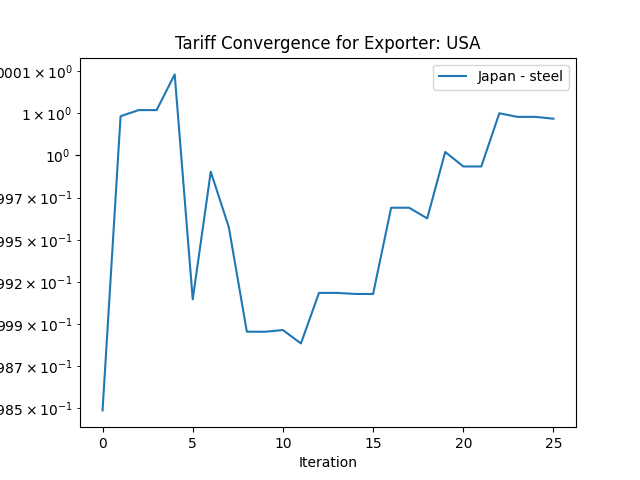 Tariff Convergence for Exporter: USA
Japan - steel
0001 × 10⁰
1 × 10⁰
10⁰
997 × 10⁻¹
995 × 10⁻¹
992 × 10⁻¹
999 × 10⁻¹
987 × 10⁻¹
985 × 10⁻¹
0 5 10 15 20 25
Iteration